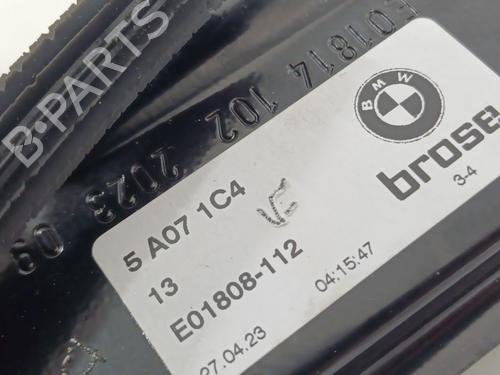 B-PARTS
E01814 102 2023 09
BMW
brose
3-4
5 A07 1C4
13
E01808-112
27.04.23 04:15:47